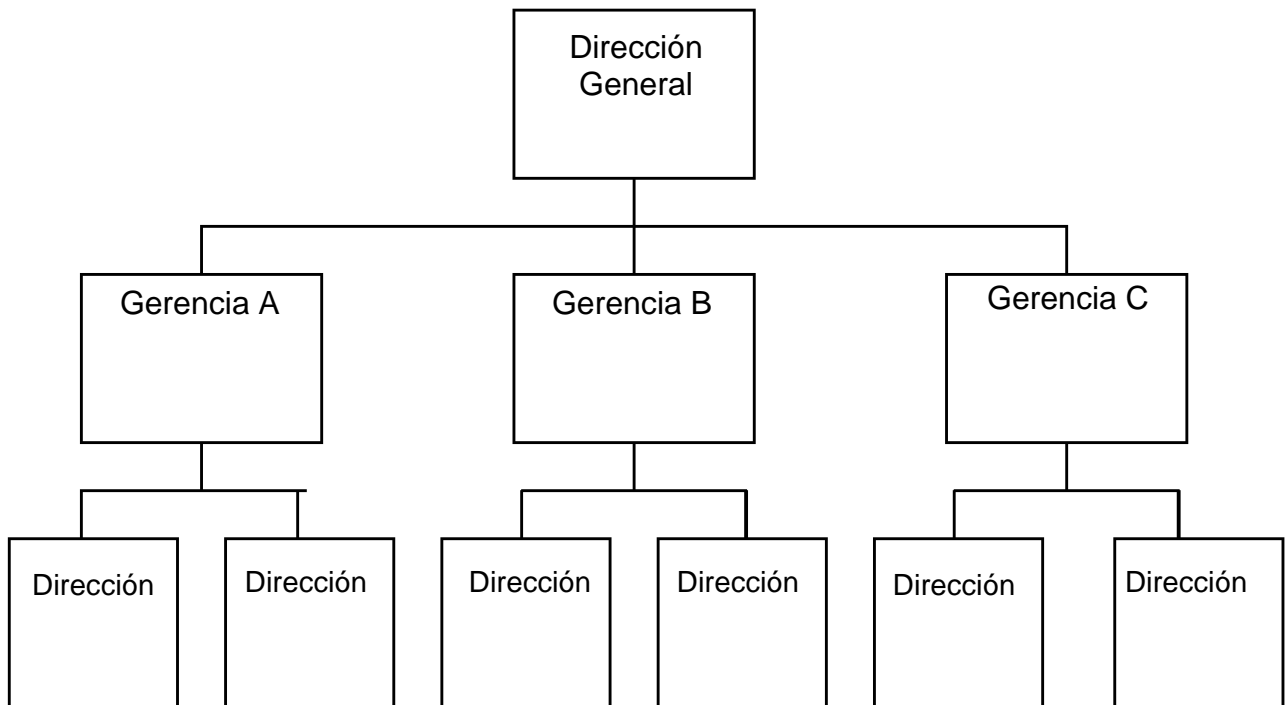 Dirección
General
Gerencia A
Gerencia B
Gerencia C
Dirección
Dirección
Dirección
Dirección
Dirección
Dirección